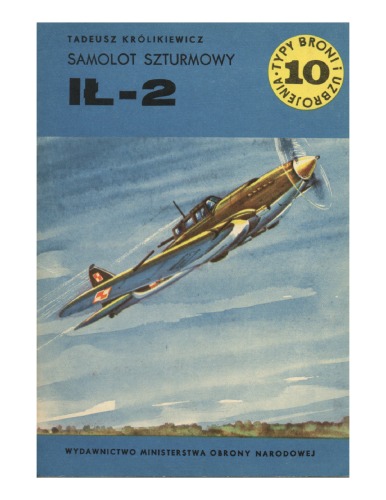 TADEUSZ KRÓLIKIEWICZ
SAMOLOT SZTURMOWY
IŁ-2
TYPY BRONI i UZBROJENIA
10
WYDAWNICTWO MINISTERSTWA OBRONY NARODOWEJ